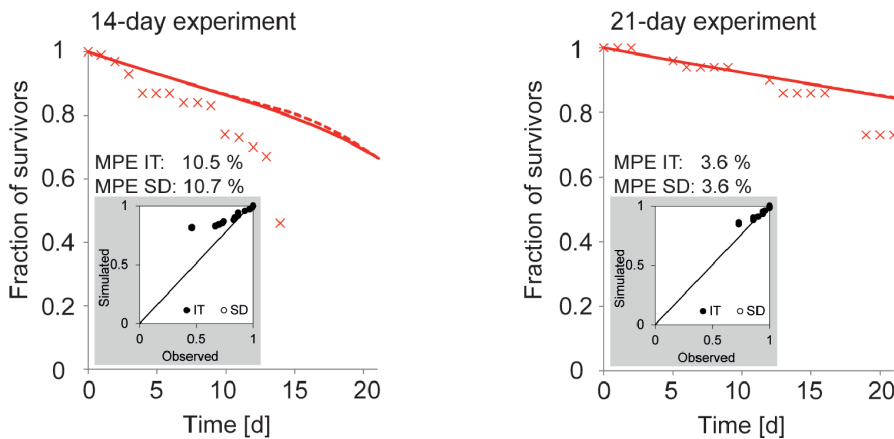 14-day experiment
1
0.8
0.6
0.4
0.2
0
Fraction of survivors
MPE IT: 10.5 %
MPE SD: 10.7 %
1
0.5
0
Simulated
IT SD
0 0.5 1
Observed
0 5 10 15 20
Time [d]
21-day experiment
1
0.8
0.6
0.4
0.2
0
Fraction of survivors
MPE IT: 3.6 %
MPE SD: 3.6 %
1
0.5
0
Simulated
IT SD
0 0.5 1
Observed
0 5 10 15 20
Time [d]